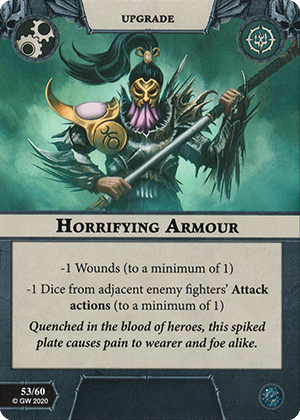 UPGRADE
HORRIFYING ARMOUR
-1 Wounds (to a minimum of 1)
-1 Dice from adjacent enemy fighters' Attack
actions (to a minimum of 1)
Quenched in the blood of heroes, this spiked
plate causes pain to wearer and foe alike.
53/60
© GW 2020